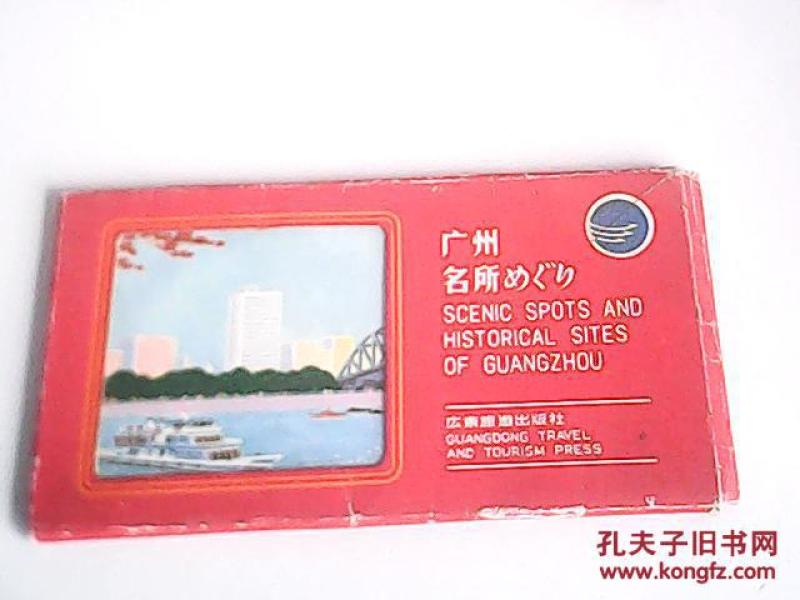 广州
名所めぐり
SCENIC SPOTS AND
HISTORICAL SITES
OF GUANGZHOU
広東旅遊出版社
GUANGDONG TRAVEL
AND TOURISM PRESS
孔夫子旧书网
www.kongfz.com